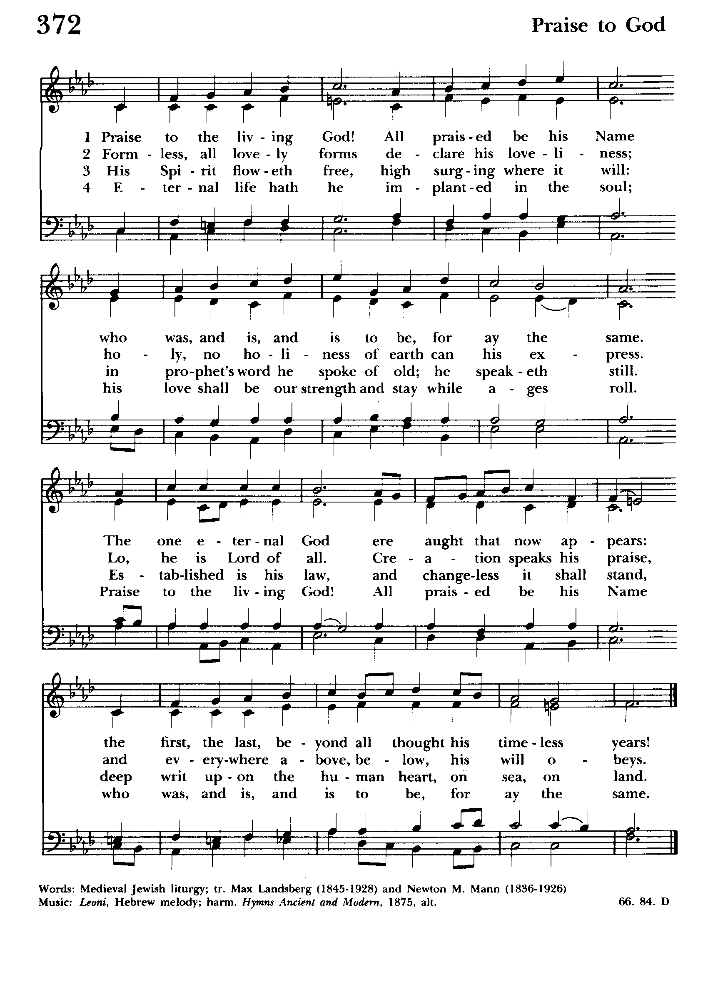 372 Praise to God
1 Praise to the liv - ing God! All prais - ed be his Name
2 Form - less, all love - ly forms de - clare his love - li - ness;
3 His Spi - rit flow - eth free, high surg - ing where it will:
4 E - ter - nal life hath he im - plant - ed in the soul;
who was, and is, and is to be, for ay the same.
ho - ly, no ho - li - ness of earth can his ex - press.
in pro - phet's word he spoke of old; he speak - eth still.
his love shall be our strength and stay while a - ges roll.
The one e - ter - nal God ere aught that now ap - pears:
Lo, he is Lord of all. Cre - a - tion speaks his praise,
Es - tab - lished is his law, and change - less it shall stand,
Praise to the liv - ing God! All prais - ed be his Name
the first, the last, be - yond all thought his time - less years!
and ev - ery - where a - bove, be - low, his will o - beys.
deep writ up - on the hu - man heart, on sea, on land.
who was, and is, and is to be, for ay the same.
Words: Medieval Jewish liturgy; tr. Max Landsberg (1845-1928) and Newton M. Mann (1836-1926)
Music: Leoni, Hebrew melody; harm. Hymns Ancient and Modern, 1875, alt. 66. 84. D